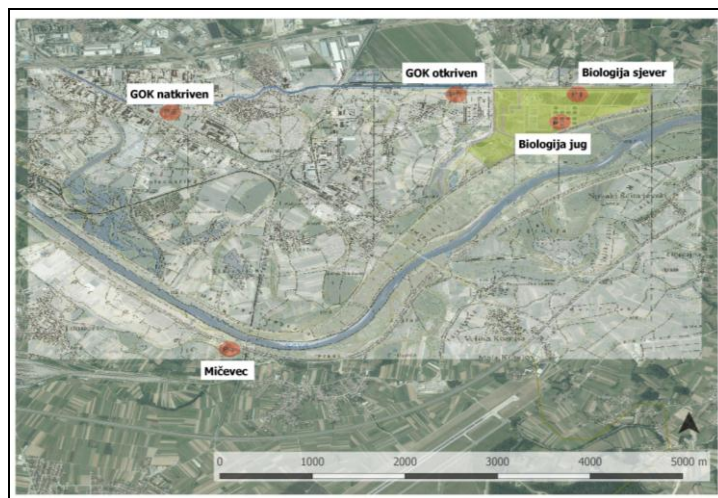 GOK otkriven
Biologija sjever
GOK natkriven
Biologija jug
Mičevec
0 1000 2000 3000 4000 5000 m